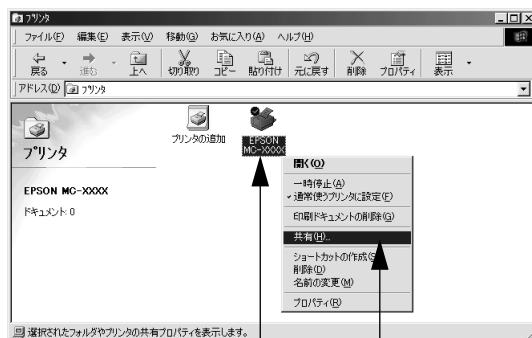 プリンタ
ファイル(F) 編集(E) 表示(V) 移動(G) お気に入り(A) ヘルプ(H)
戻る 進む 上へ 切り取り コピー 貼り付け 元に戻す 削除 プロパティ 表示
アドレス(D) プリンタ
プリンタ
EPSON MC-XXXX
ドキュメント: 0
プリンタの追加
EPSON
MC-XXXX
開く(O)
一時停止(A)
通常使うプリンタに設定(F)
印刷ドキュメントの削除(G)
共有(H)...
ショートカットの作成(S)
削除(D)
名前の変更(M)
プロパティ(R)
選択されたフォルダやプリンタの共有プロパティを表示します。